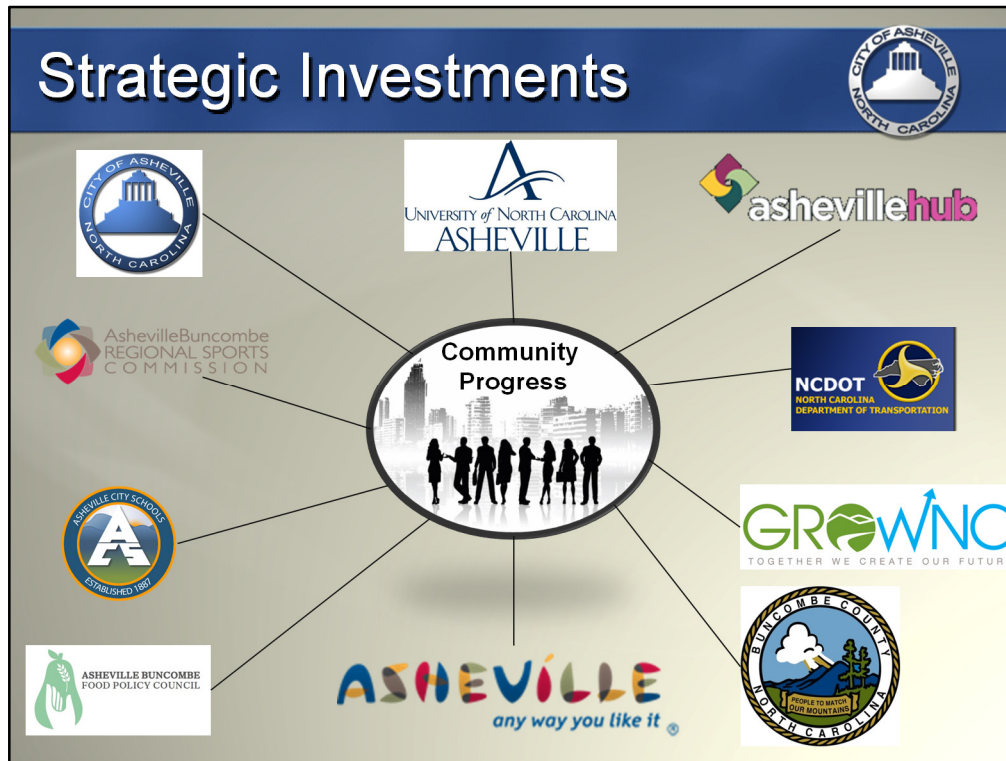 Strategic Investments
CITY OF ASHEVILLE
NORTH CAROLINA
CITY OF ASHEVILLE
NORTH CAROLINA
UNIVERSITY of NORTH CAROLINA
ASHEVILLE
ashevillehub
AshevilleBuncombe
REGIONAL SPORTS
COMMISSION
Community
Progress
NCDOT
NORTH CAROLINA
DEPARTMENT OF TRANSPORTATION
ASHEVILLE CITY SCHOOLS
ACS
ESTABLISHED 1887
GROWNC
TOGETHER WE CREATE OUR FUTUR
ASHEVILLE BUNCOMBE
FOOD POLICY COUNCIL
ASHEVILLE
any way you like it ®
BUNCOMBE COUNTY
PEOPLE TO MATCH
OUR MOUNTAINS
NORTH CAROLINA